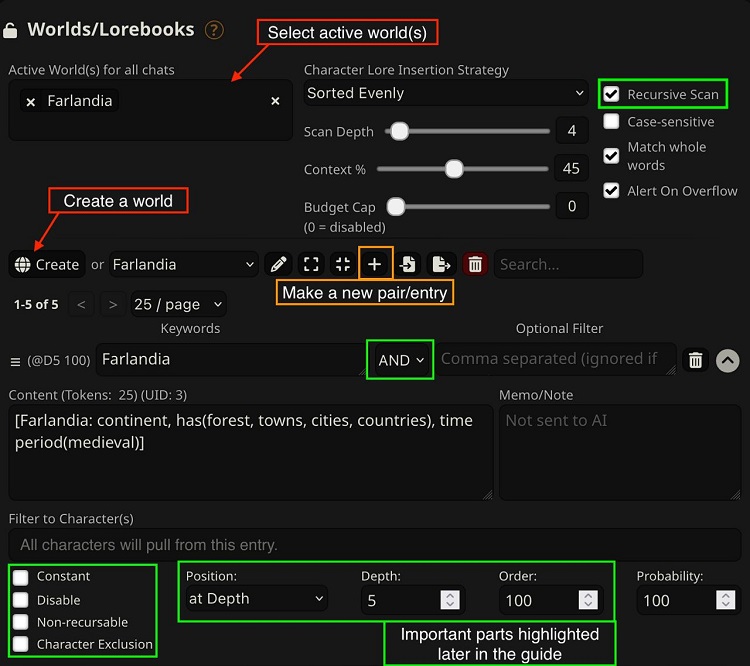 Worlds/Lorebooks ?
Select active world(s)
Active World(s) for all chats
× Farlandia ×
Character Lore Insertion Strategy
Sorted Evenly
Scan Depth 4
Context % 45
Budget Cap 0
(0 = disabled)
Recursive Scan
Case-sensitive
Match whole
words
Alert On Overflow
Create a world
Create or Farlandia
Search...
Make a new pair/entry
1-5 of 5 < > 25 / page
Keywords
Optional Filter
(@D5 100) Farlandia AND Comma separated (ignored if
Content (Tokens: 25) (UID: 3)
[Farlandia: continent, has(forest, towns, cities, countries), time
period(medieval)]
Memo/Note
Not sent to AI
Filter to Character(s)
All characters will pull from this entry.
Constant
Disable
Non-recursable
Character Exclusion
Position:
at Depth
Depth:
5
Order:
100
Probability:
100
Important parts highlighted
later in the guide